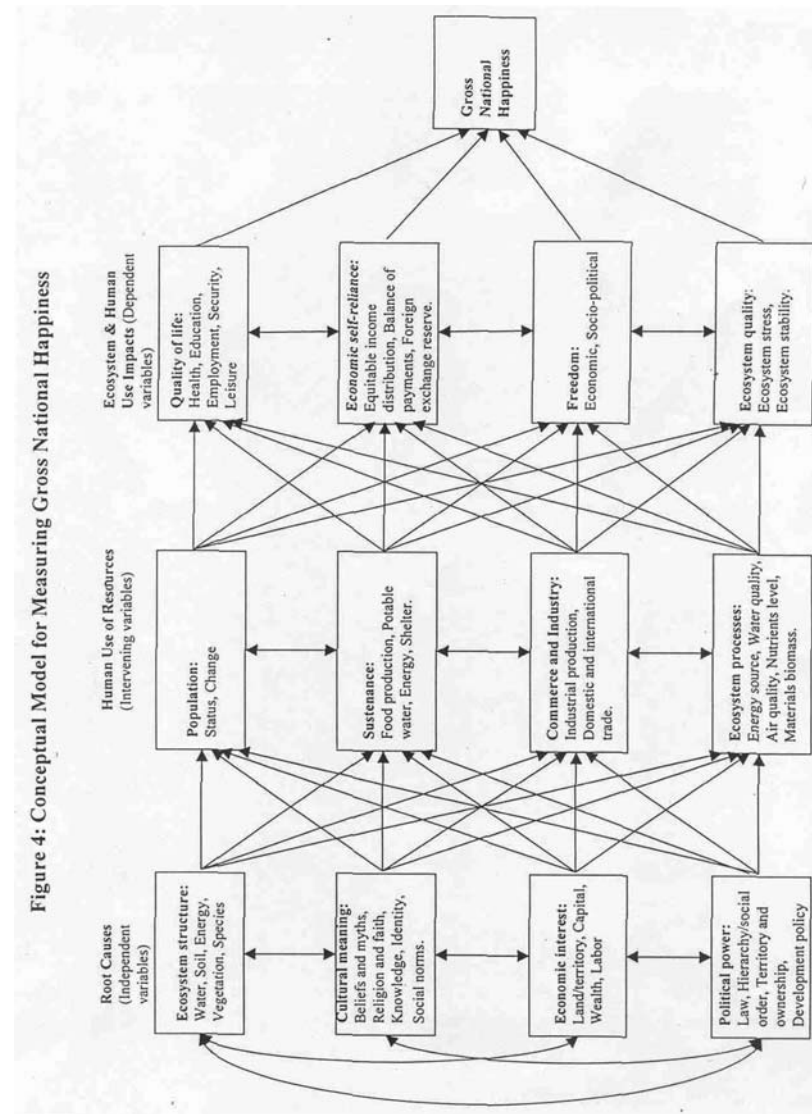 Figure 4: Conceptual Model for Measuring Gross National Happiness
Root Causes
(Independent
variables)
Human Use of Resources
(Intervening variables)
Ecosystem & Human
Use Impacts (Dependent
variables)
Ecosystem structure:
Water, Soil, Energy,
Vegetation, Species
Cultural meaning:
Beliefs and myths,
Religion and faith,
Knowledge, Identity,
Social norms.
Economic interest:
Land/territory, Capital,
Wealth, Labor
Political power:
Law, Hierarchy/social
order, Territory and
ownership,
Development policy
Population:
Status, Change
Sustenance:
Food production, Potable
water, Energy, Shelter.
Commerce and Industry:
Industrial production,
Domestic and international
trade.
Ecosystem processes:
Energy source, Water quality,
Air quality, Nutrients level,
Materials biomass.
Quality of life:
Health, Education,
Employment, Security,
Leisure
Economic self-reliance:
Equitable income
distribution, Balance of
payments, Foreign
exchange reserve.
Freedom:
Economic, Socio-political
Ecosystem quality:
Ecosystem stress,
Ecosystem stability.
Gross
National
Happiness